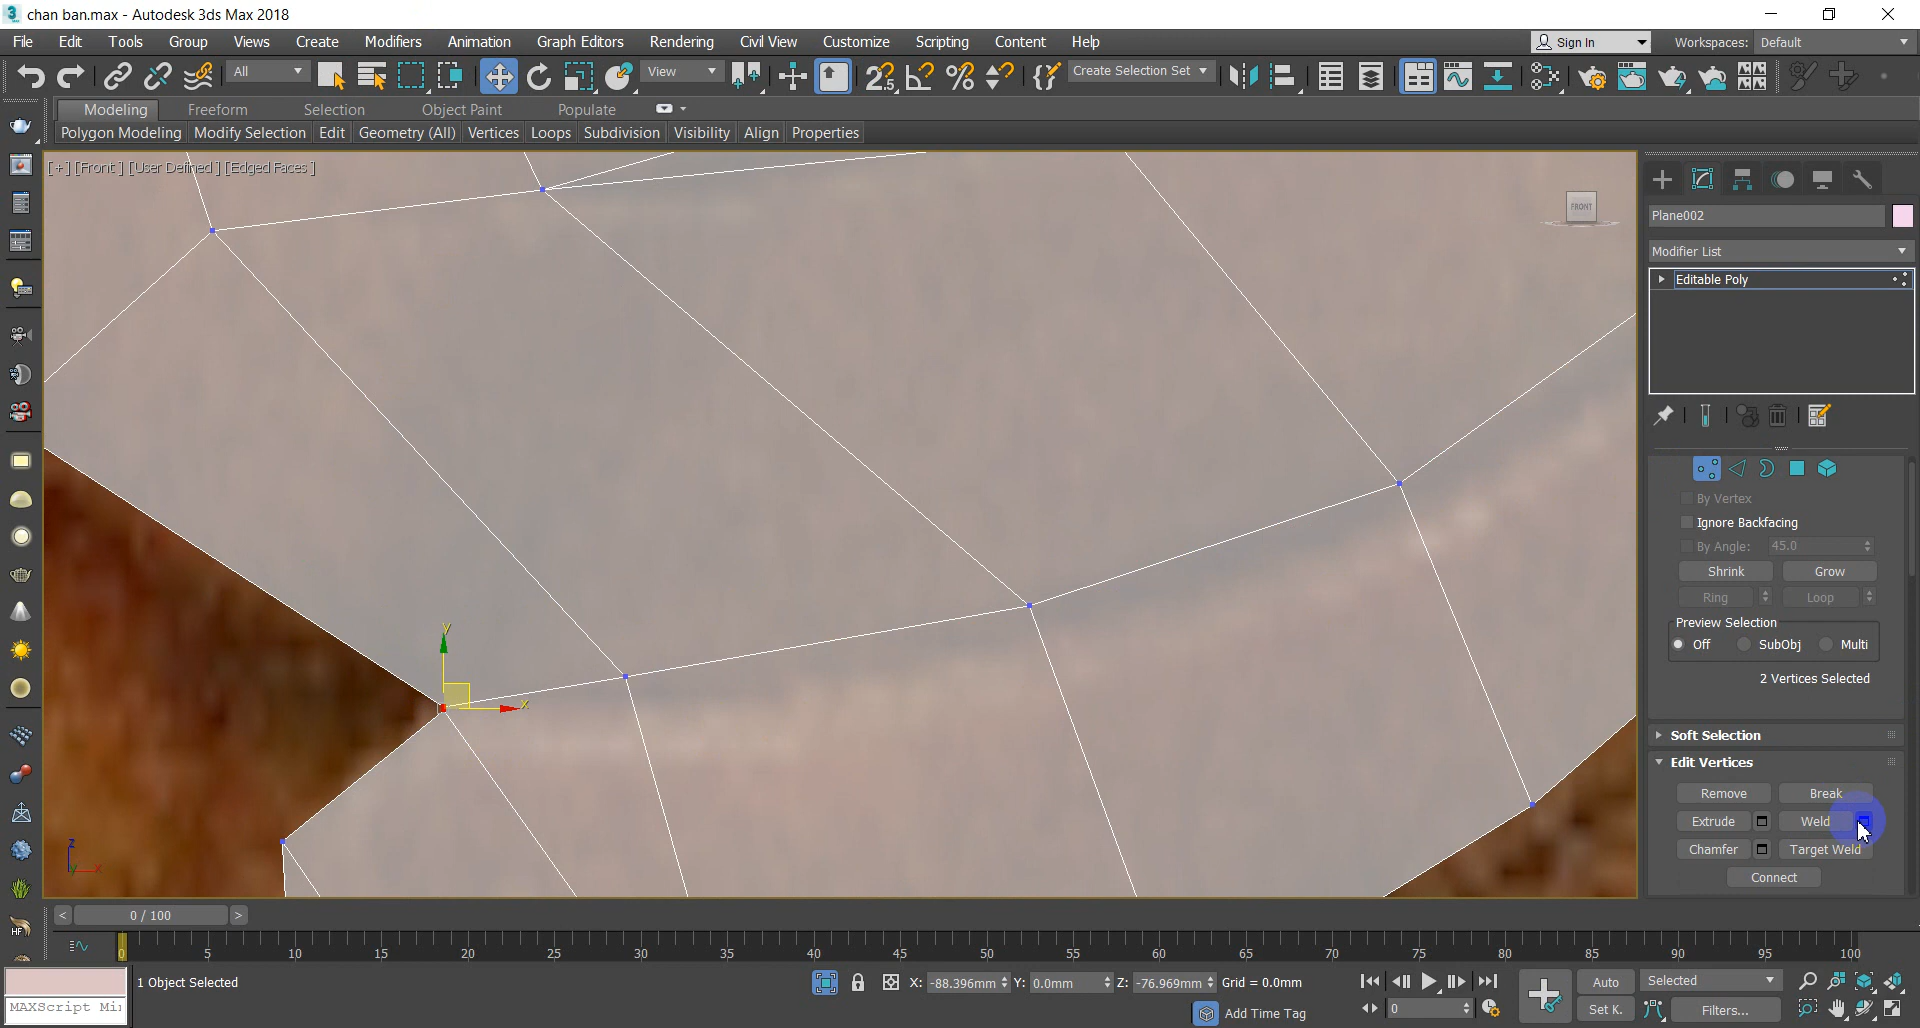 chan ban.max - Autodesk 3ds Max 2018
File Edit Tools Group Views Create Modifiers Animation Graph Editors Rendering Civil View Customize Scripting Content Help
Sign In
Workspaces: Default
All
View
Create Selection Set
Modeling Freeform Selection Object Paint Populate
Polygon Modeling Modify Selection Edit Geometry (All) Vertices Loops Subdivision Visibility Align Properties
[+] [Front ] [User Defined ] [Edged Faces ]
FRONT
y
x
z
y
x
Plane002
Modifier List
Editable Poly
By Vertex
Ignore Backfacing
By Angle: 45.0
Shrink Grow
Ring Loop
Preview Selection
Off SubObj Multi
2 Vertices Selected
Soft Selection
Edit Vertices
Remove Break
Extrude Weld
Chamfer Target Weld
Connect
HF
< 0 / 100 >
0 5 10 15 20 25 30 35 40 45 50 55 60 65 70 75 80 85 90 95 100
1 Object Selected
X: -88.396mm Y: 0.0mm Z: -76.969mm Grid = 0.0mm
Add Time Tag
0
Auto Selected
Set K. Filters...
MAXScript Mi